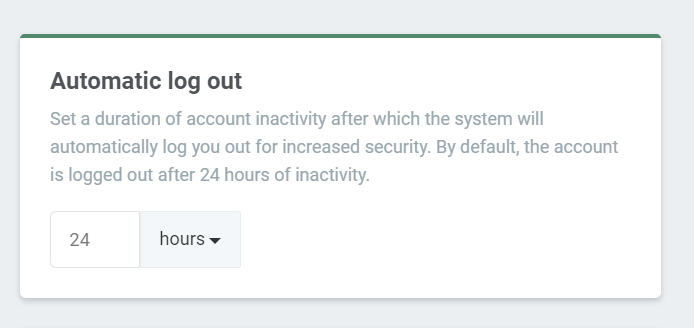 Automatic log out
Set a duration of account inactivity after which the system will
automatically log you out for increased security. By default, the account
is logged out after 24 hours of inactivity.
24
hours